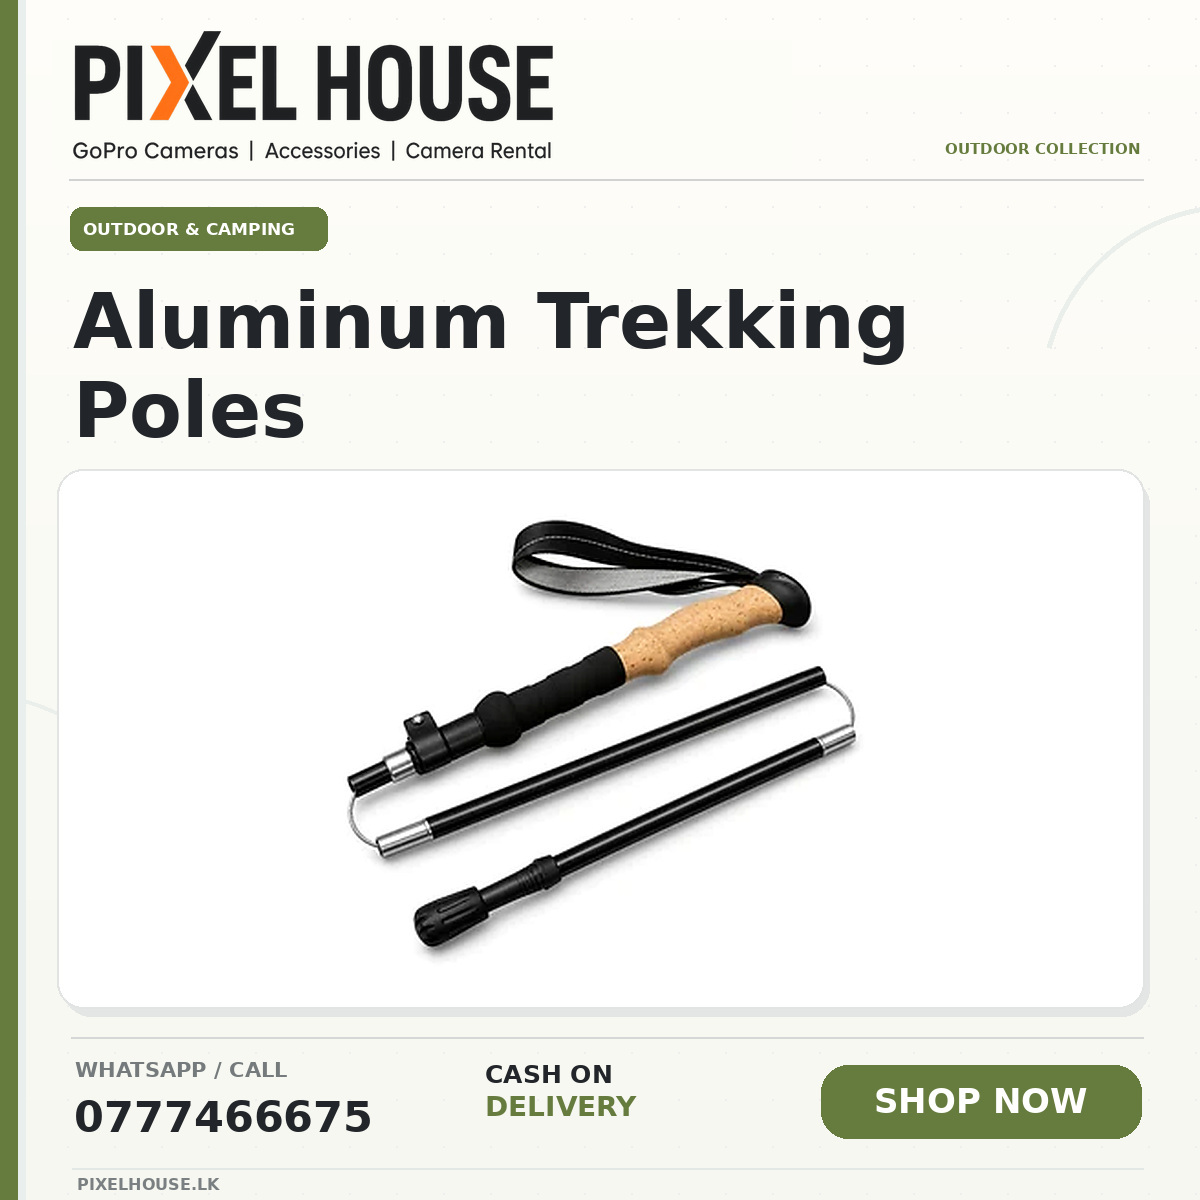 PIXEL HOUSE
GoPro Cameras | Accessories | Camera Rental
OUTDOOR COLLECTION
OUTDOOR & CAMPING
Aluminum Trekking
Poles
WHATSAPP / CALL
0777466675
CASH ON
DELIVERY
SHOP NOW
PIXELHOUSE.LK